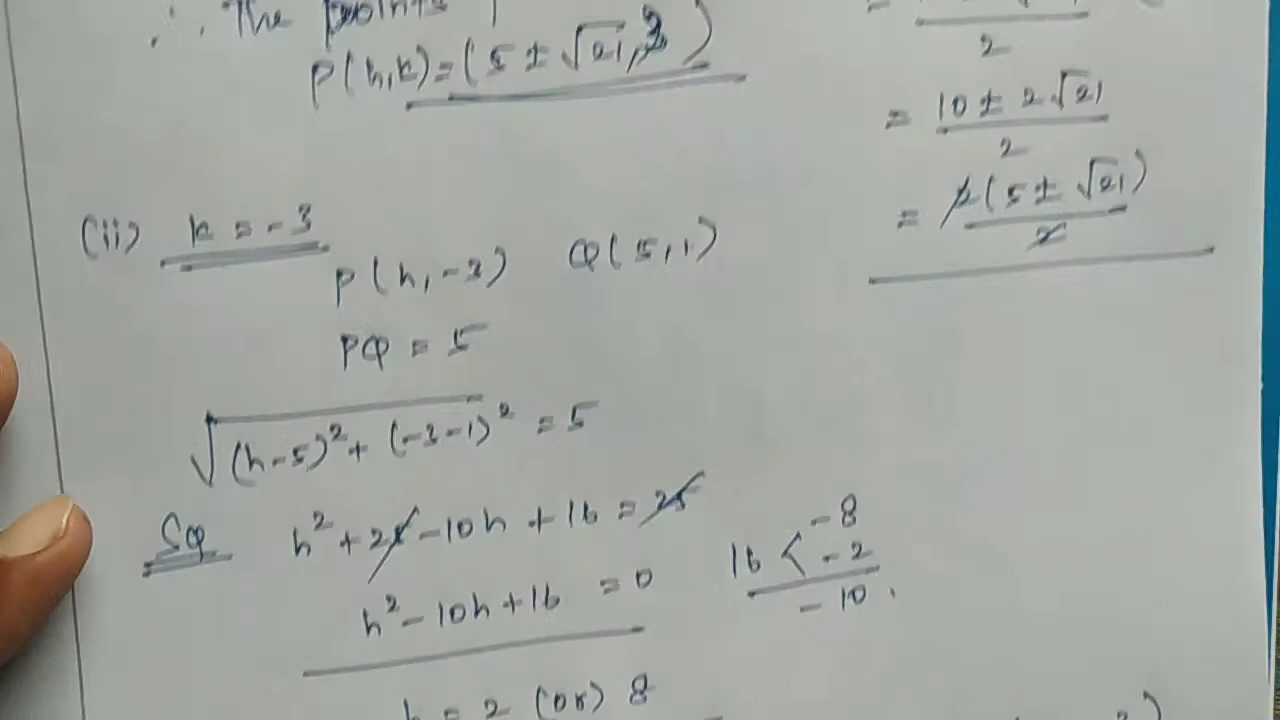 ∴ The points
P(h,k) = (5 ± √21, 3)
2
= 10 ± 2√21
2
= 2(5 ± √21)
2
(ii) k = -3
P(h, -3) Q(5, 1)
PQ = 5
√(h-5)² + (-3-1)² = 5
SQ h² + 25 - 10h + 16 = 25
16 < -8
-2
-10.
h² - 10h + 16 = 0
h = 2 (or) 8